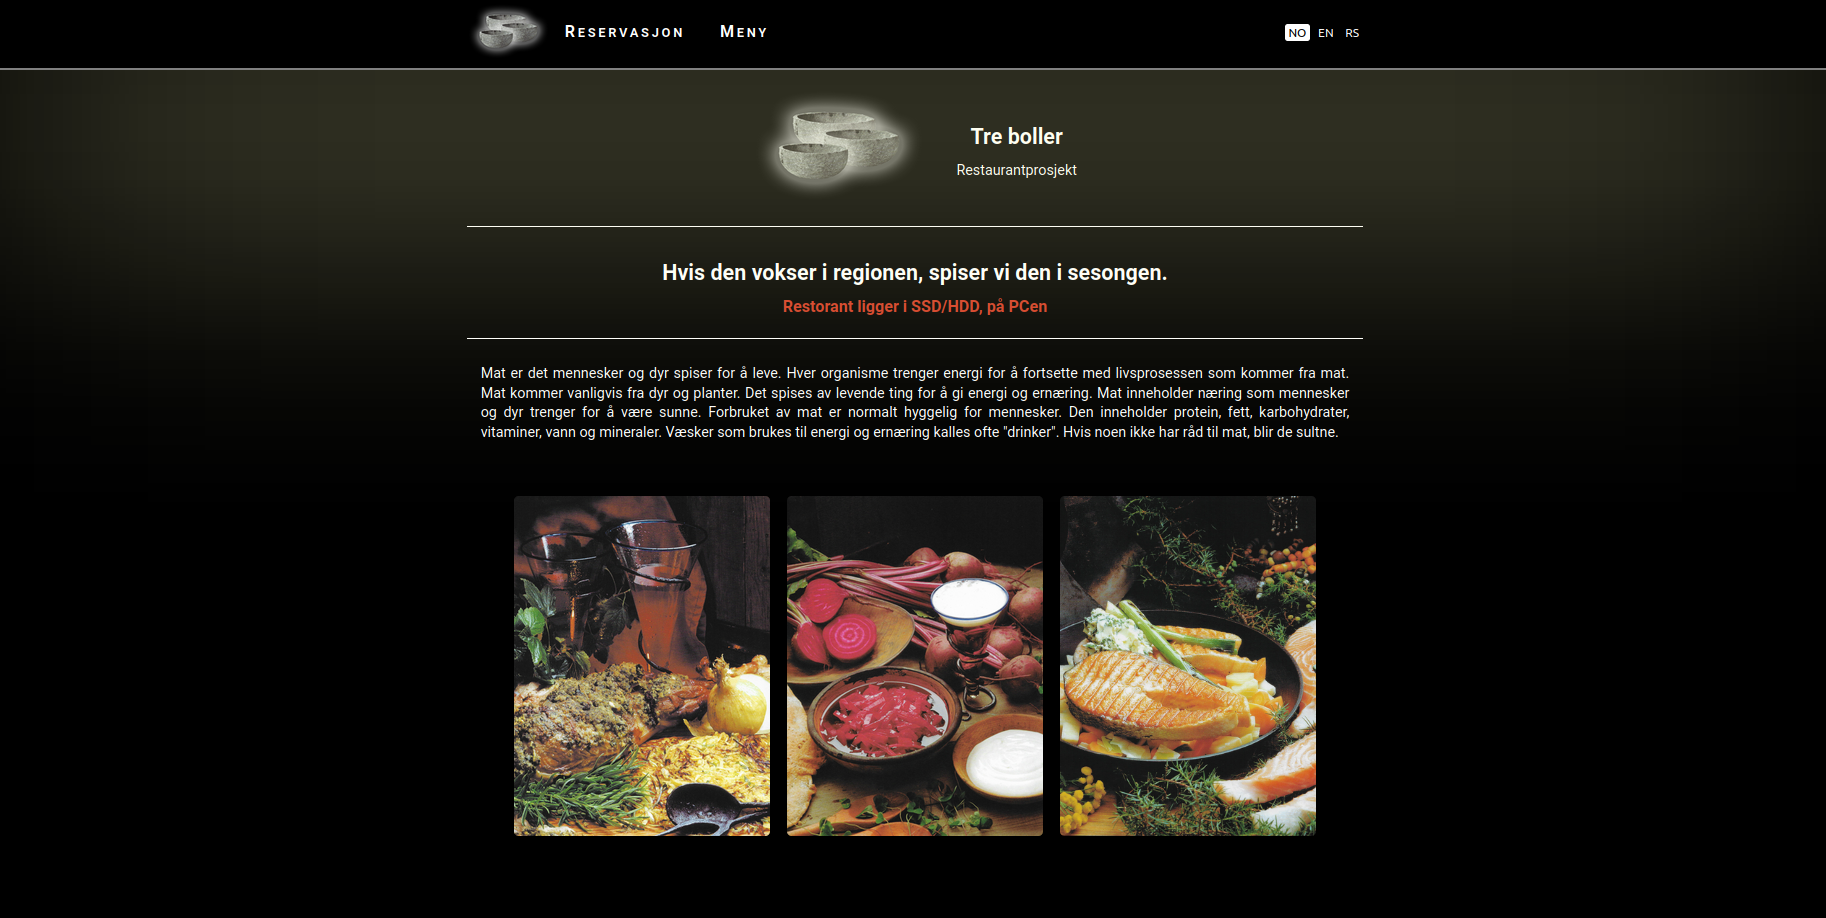 Reservasjon Meny NO EN RS
Tre boller
Restaurantprosjekt
Hvis den vokser i regionen, spiser vi den i sesongen.
Restorant ligger i SSD/HDD, på PCen
Mat er det mennesker og dyr spiser for å leve. Hver organisme trenger energi for å fortsette med livsprosessen som kommer fra mat.
Mat kommer vanligvis fra dyr og planter. Det spises av levende ting for å gi energi og ernæring. Mat inneholder næring som mennesker
og dyr trenger for å være sunne. Forbruket av mat er normalt hyggelig for mennesker. Den inneholder protein, fett, karbohydrater,
vitaminer, vann og mineraler. Væsker som brukes til energi og ernæring kalles ofte "drinker". Hvis noen ikke har råd til mat, blir de sultne.